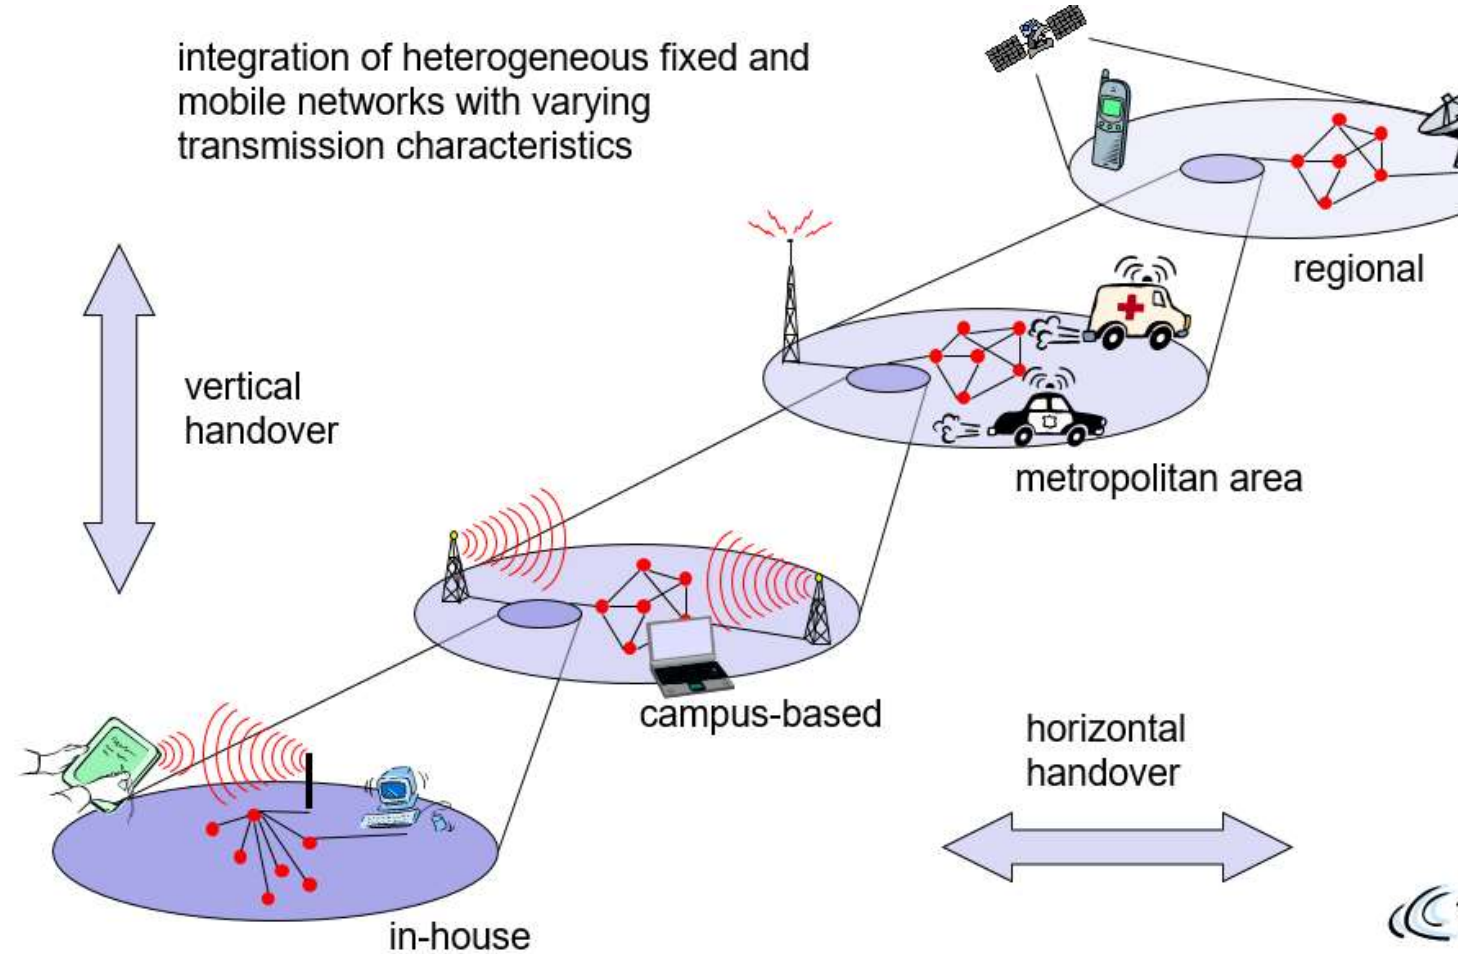 integration of heterogeneous fixed and
mobile networks with varying
transmission characteristics
regional
vertical
handover
metropolitan area
campus-based
horizontal
handover
in-house